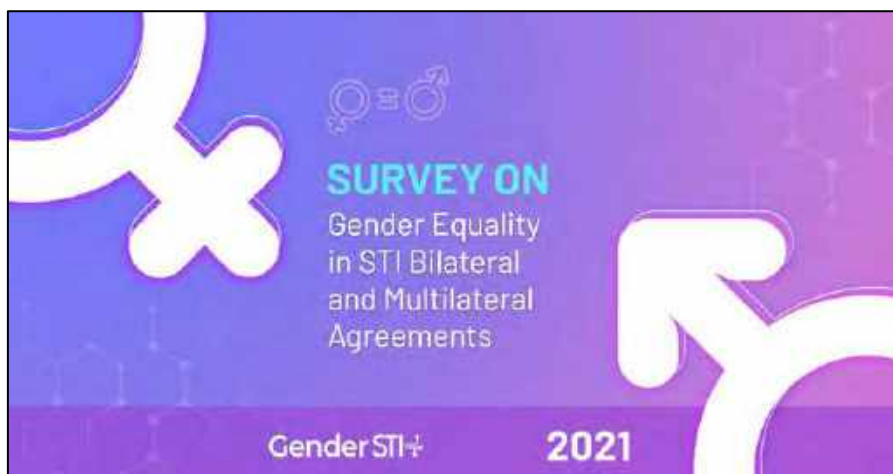 SURVEY ON
Gender Equality
in STI Bilateral
and Multilateral
Agreements
GenderSTI
2021